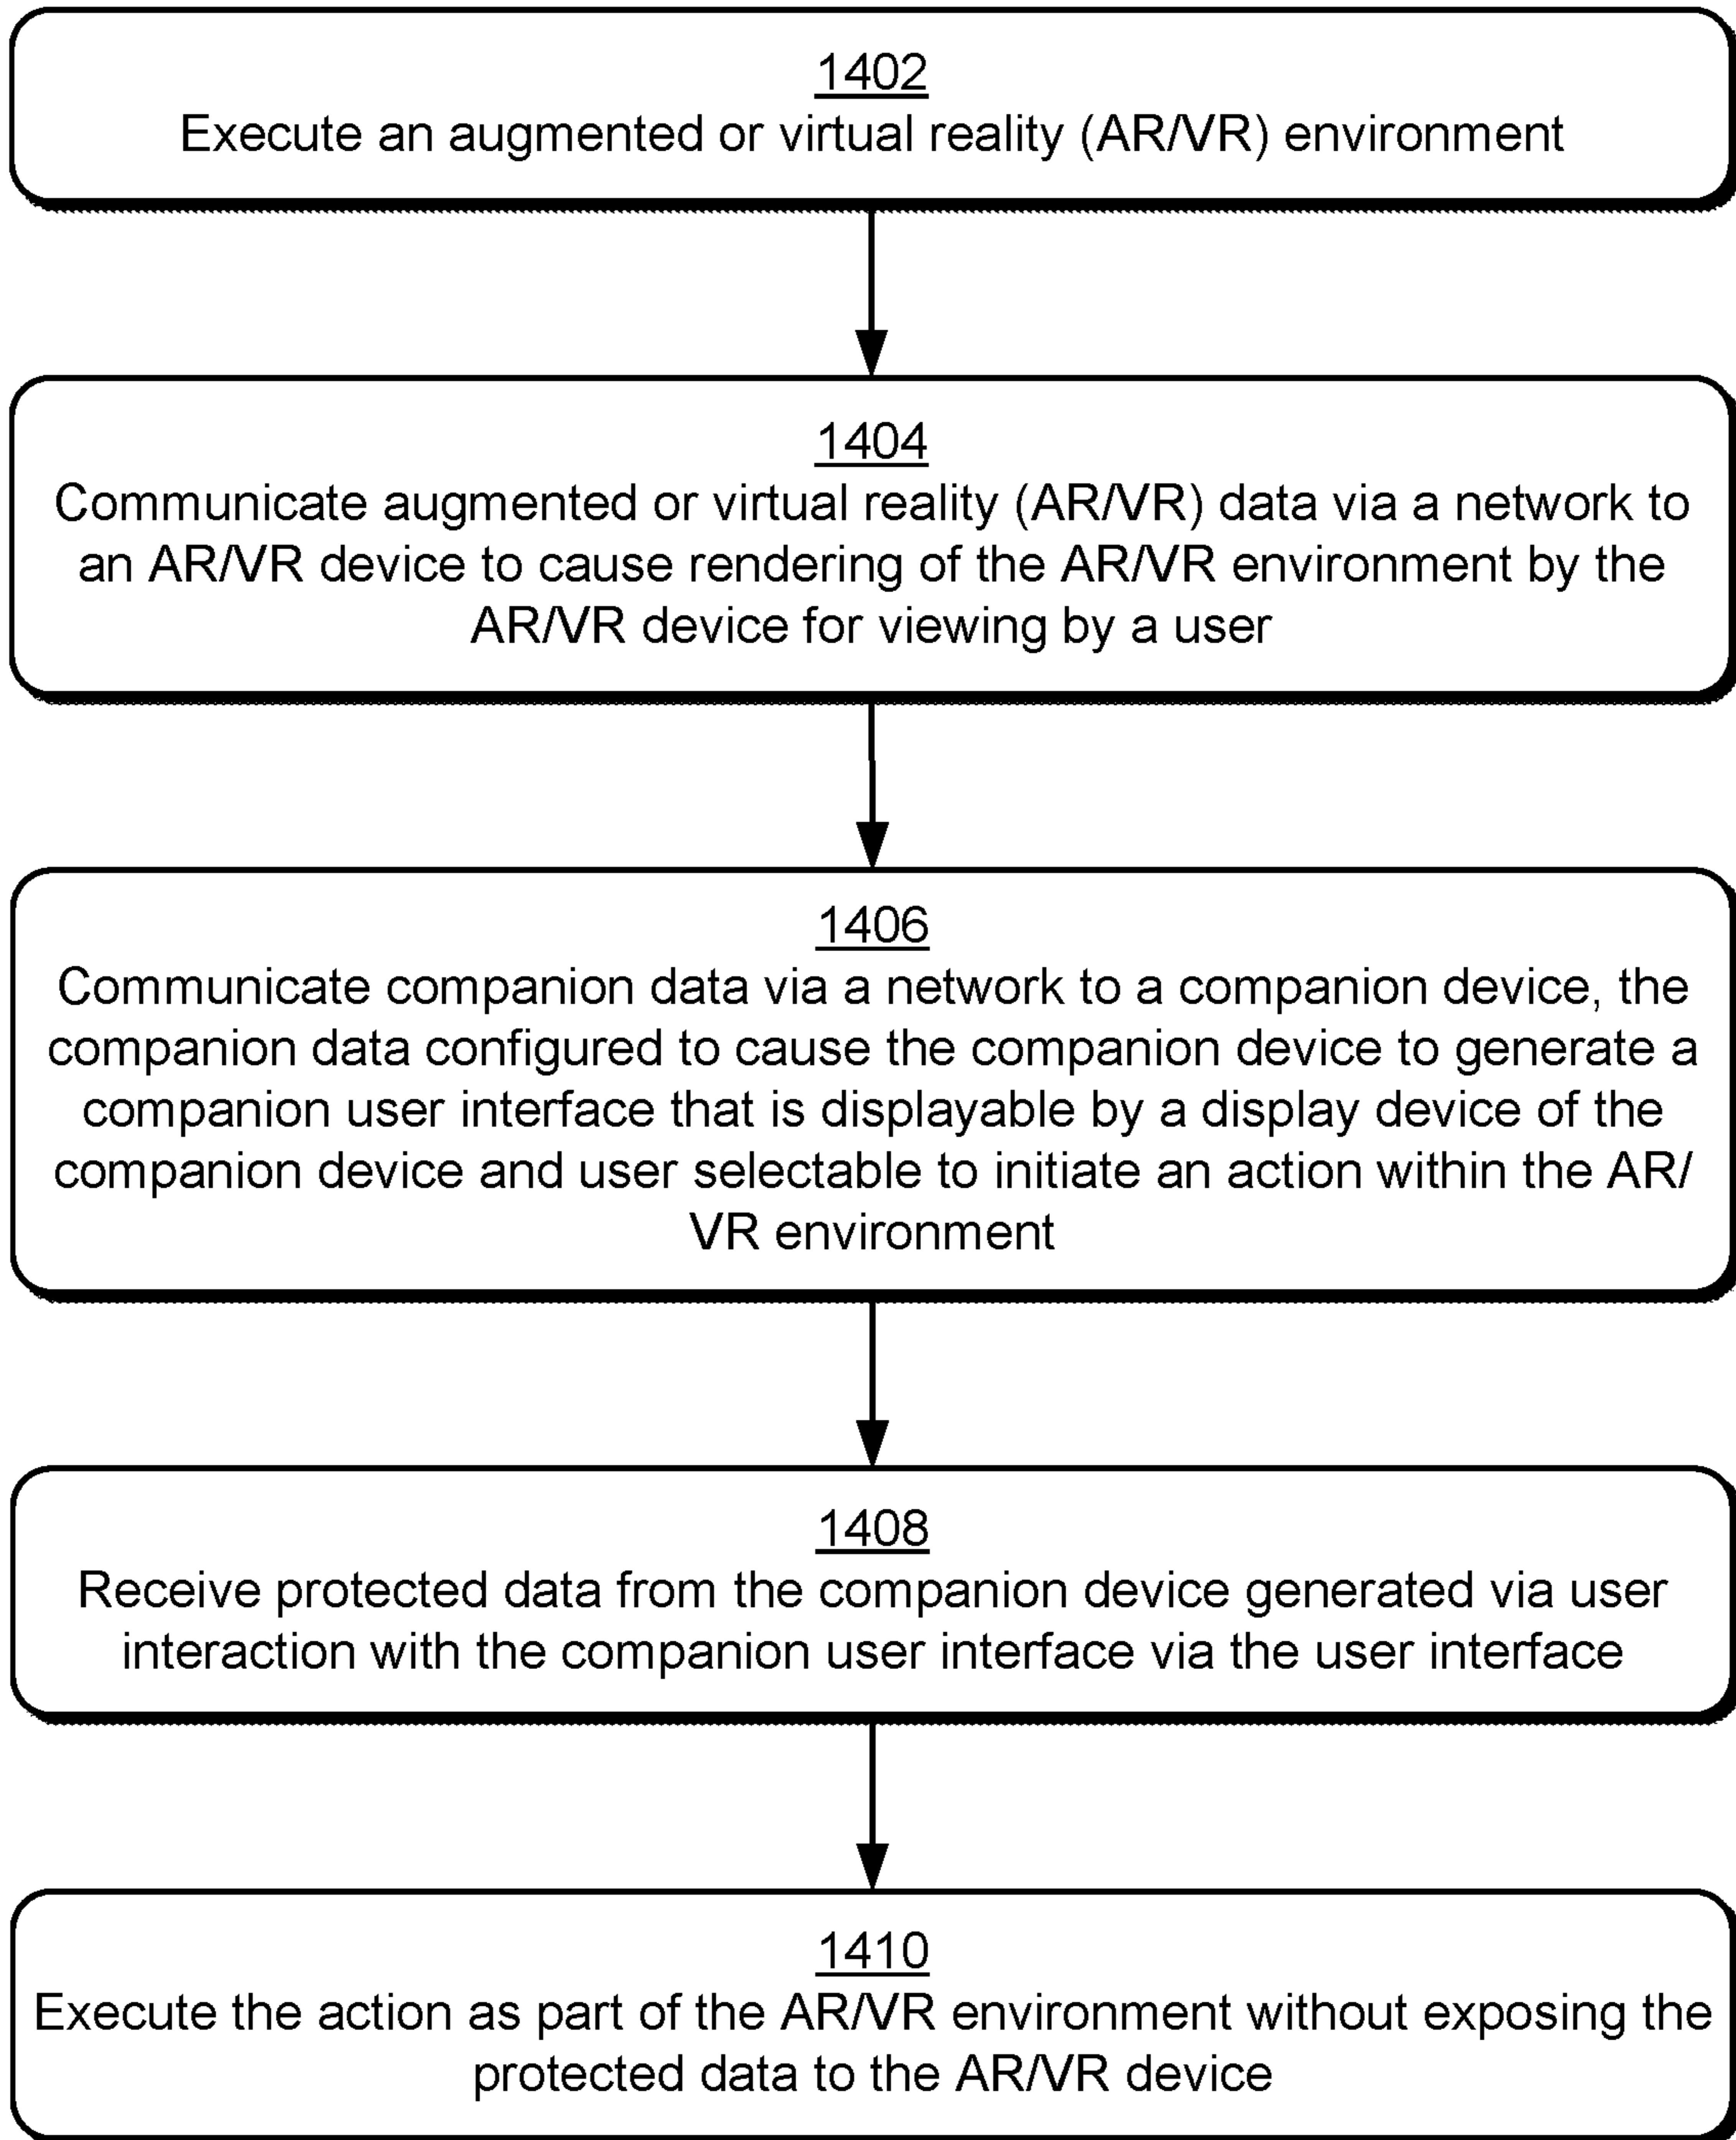 1402
Execute an augmented or virtual reality (AR/VR) environment
1404
Communicate augmented or virtual reality (AR/VR) data via a network to
an AR/VR device to cause rendering of the AR/VR environment by the
AR/VR device for viewing by a user
1406
Communicate companion data via a network to a companion device, the
companion data configured to cause the companion device to generate a
companion user interface that is displayable by a display device of the
companion device and user selectable to initiate an action within the AR/
VR environment
1408
Receive protected data from the companion device generated via user
interaction with the companion user interface via the user interface
1410
Execute the action as part of the AR/VR environment without exposing the
protected data to the AR/VR device